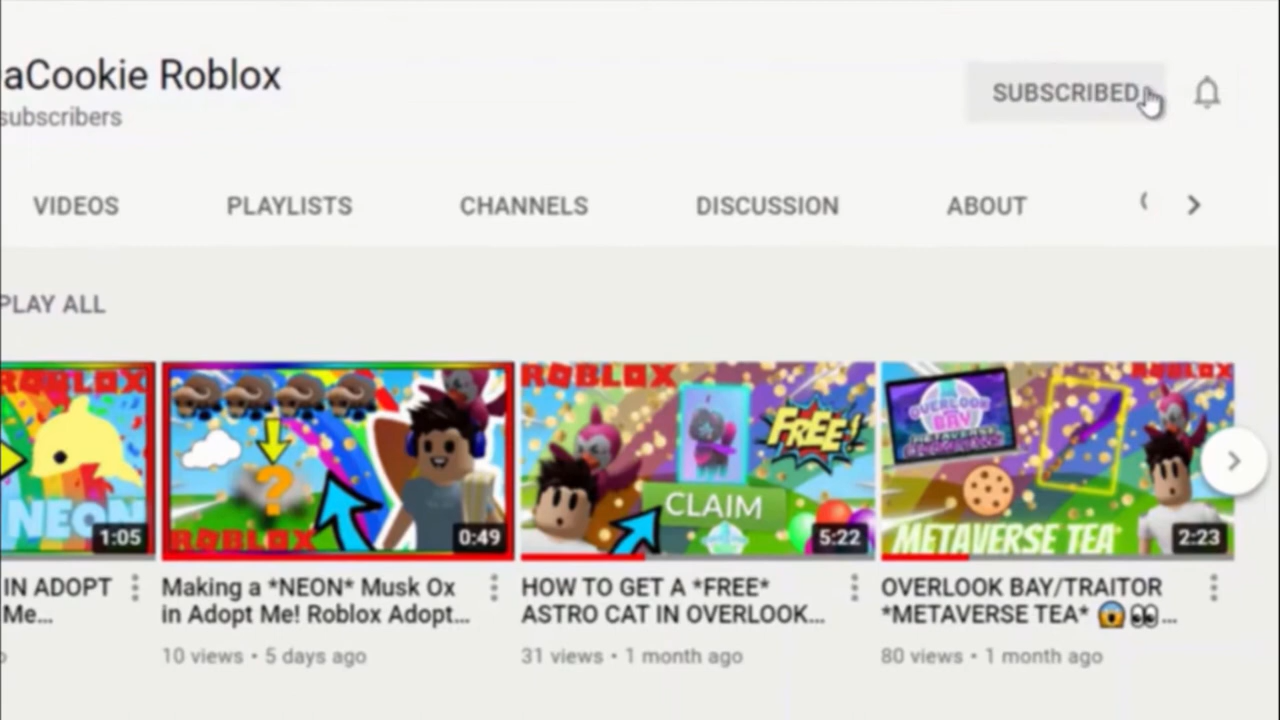 aCookie Roblox
subscribers
SUBSCRIBED
VIDEOS
PLAYLISTS
CHANNELS
DISCUSSION
ABOUT
PLAY ALL
ROBLOX
NEON
1:05
?
ROBLOX
0:49
ROBLOX
FREE!
CLAIM
5:22
ROBLOX
OVERLOOK
BAY
METAVERSE TEA
2:23
IN ADOPT
Me...
Making a *NEON* Musk Ox
in Adopt Me! Roblox Adopt...
HOW TO GET A *FREE*
ASTRO CAT IN OVERLOOK...
OVERLOOK BAY/TRAITOR
*METAVERSE TEA* 😱👀...
10 views • 5 days ago
31 views • 1 month ago
80 views • 1 month ago